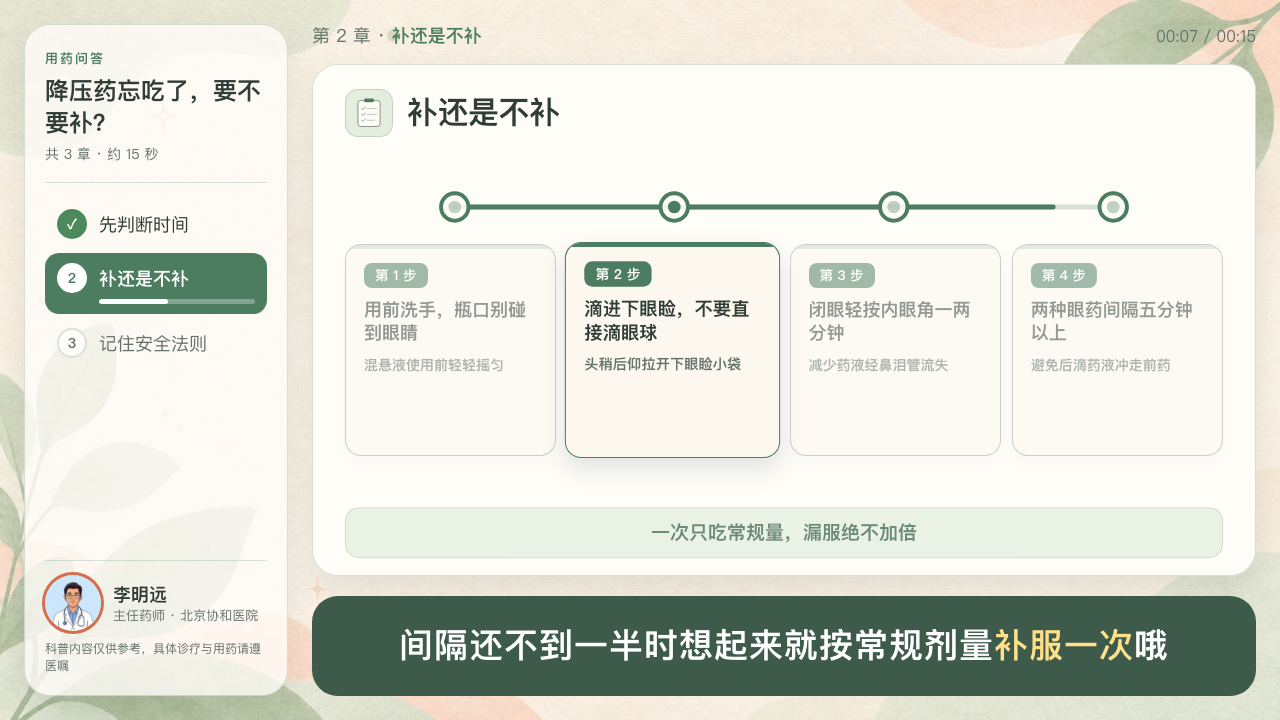 用药问答
降压药忘吃了，要不
要补?
共 3 章 · 约 15 秒
✓ 先判断时间
2 补还是不补
3 记住安全法则
李明远
主任药师 · 北京协和医院
科普内容仅供参考，具体诊疗与用药请遵
医嘱
第 2 章 · 补还是不补
00:07 / 00:15
补还是不补
第 1 步
用前洗手，瓶口别碰
到眼睛
混悬液使用前轻轻摇匀
第 2 步
滴进下眼睑，不要直
接滴眼球
头稍后仰拉开下眼睑小袋
第 3 步
闭眼轻按内眼角一两
分钟
减少药液经鼻泪管流失
第 4 步
两种眼药间隔五分钟
以上
避免后滴药液冲走前药
一次只吃常规量，漏服绝不加倍
间隔还不到一半时想起来就按常规剂量补服一次哦